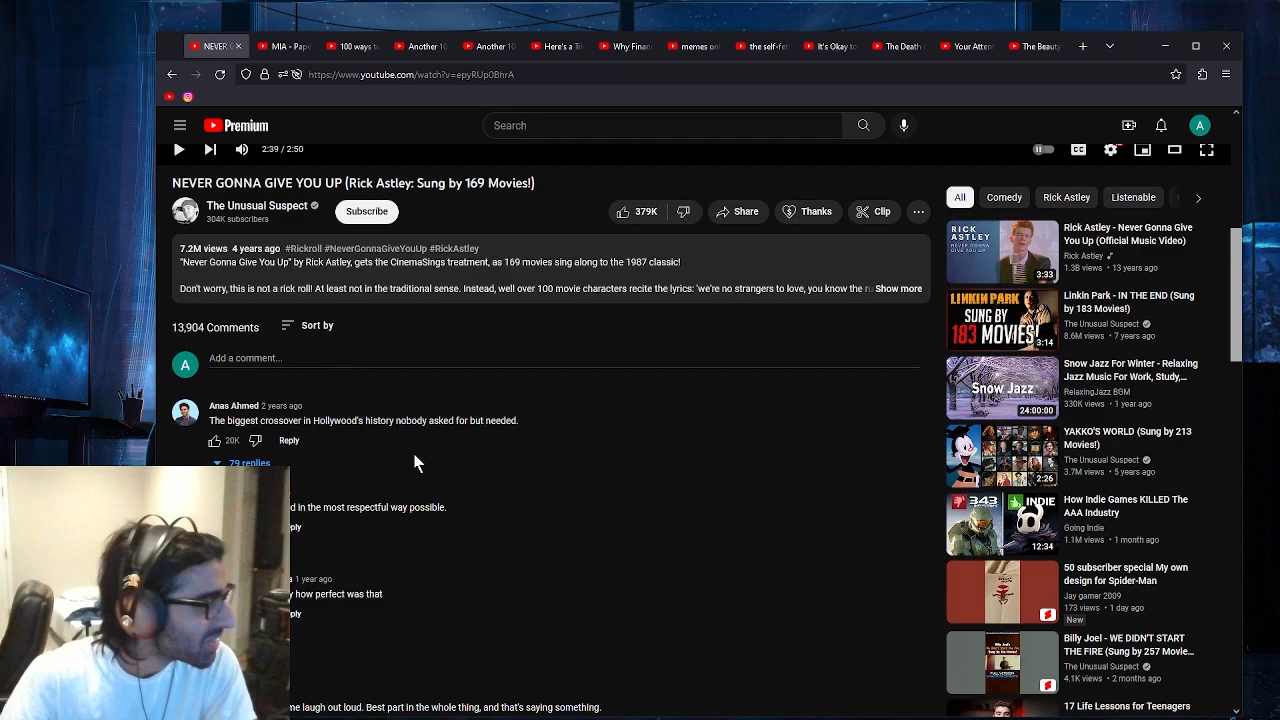 NEVER G
MIA - Pape
100 ways to
Another 10
Another 10
Here's a To
Why Finan
memes on
the self-fet
It's Okay to
The Death
Your Atten
The Beauty
https://www.youtube.com/watch?v=epyRUp0BhrA
Premium
Search
A
2:39 / 2:50
CC
NEVER GONNA GIVE YOU UP (Rick Astley: Sung by 169 Movies!)
The Unusual Suspect
304K subscribers
Subscribe
379K
Share
Thanks
Clip
7.2M views 4 years ago #Rickroll #NeverGonnaGiveYouUp #RickAstley
"Never Gonna Give You Up" by Rick Astley, gets the CinemaSings treatment, as 169 movies sing along to the 1987 classic!
Don't worry, this is not a rick roll! At least not in the traditional sense. Instead, well over 100 movie characters recite the lyrics: 'we're no strangers to love, you know the ru Show more
13,904 Comments
Sort by
A
Add a comment...
Anas Ahmed 2 years ago
The biggest crossover in Hollywood's history nobody asked for but needed.
20K
Reply
79 replies
d in the most respectful way possible.
ply
1 year ago
y how perfect was that
ply
ne laugh out loud. Best part in the whole thing, and that's saying something.
All
Comedy
Rick Astley
Listenable
RICK
ASTLEY
NEVER GONNA
GIVE YOU UP
3:33
Rick Astley - Never Gonna Give
You Up (Official Music Video)
Rick Astley
1.3B views • 13 years ago
LINKIN PARK
SUNG BY
183 MOVIES!
3:14
Linkin Park - IN THE END (Sung
by 183 Movies!)
The Unusual Suspect
8.6M views • 7 years ago
Snow Jazz
24:00:00
Snow Jazz For Winter - Relaxing
Jazz Music For Work, Study,...
RelaxingJazz BGM
330K views • 1 year ago
2:26
YAKKO'S WORLD (Sung by 213
Movies!)
The Unusual Suspect
3.7M views • 5 years ago
343
INDIE
12:34
How Indie Games KILLED The
AAA Industry
Going Indie
1.1M views • 1 month ago
50 subscriber special My own
design for Spider-Man
Jay gamer 2009
173 views • 1 day ago
New
Billy Joel - WE DIDN'T START
THE FIRE (Sung by 257 Movie...
The Unusual Suspect
4.1K views • 2 months ago
17 Life Lessons for Teenagers